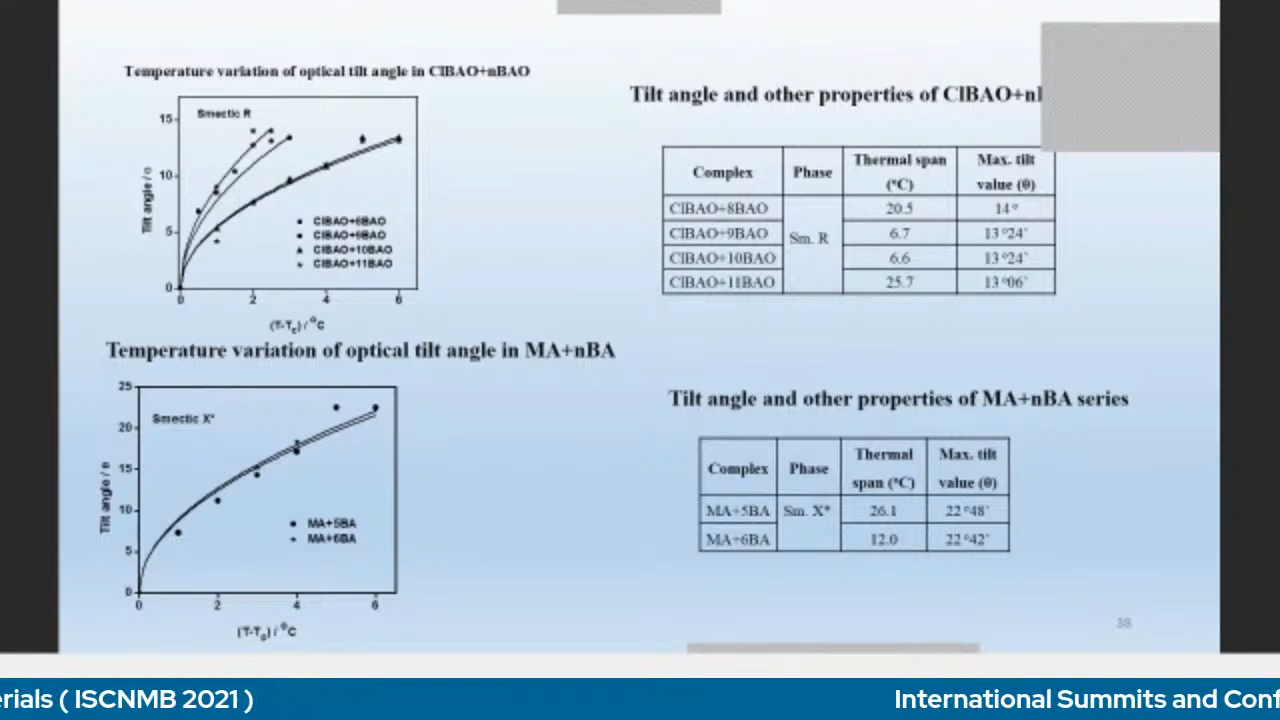 Temperature variation of optical tilt angle in ClBAO+nBAO
Smectic R
15
10
5
0
Tilt angle / o
ClBAO+10BAO
ClBAO+11BAO
0 2 4 6
(T-Tc) / °C
Tilt angle and other properties of ClBAO+n
Complex Phase Thermal span (°C) Max. tilt value (θ)
ClBAO+8BAO Sm. R 20.5 14°
ClBAO+9BAO 6.7 13°24'
ClBAO+10BAO 6.6 13°24'
ClBAO+11BAO 25.7 13°06'
Temperature variation of optical tilt angle in MA+nBA
Smectic X*
25
20
15
10
5
0
Tilt angle / θ
MA+5BA
MA+6BA
0 2 4 6
(T-Tc) / °C
Tilt angle and other properties of MA+nBA series
Complex Phase Thermal span (°C) Max. tilt value (θ)
MA+5BA Sm. X* 26.1 22°48'
MA+6BA 12.0 22°42'
38
erials ( ISCNMB 2021 )
International Summits and Conf